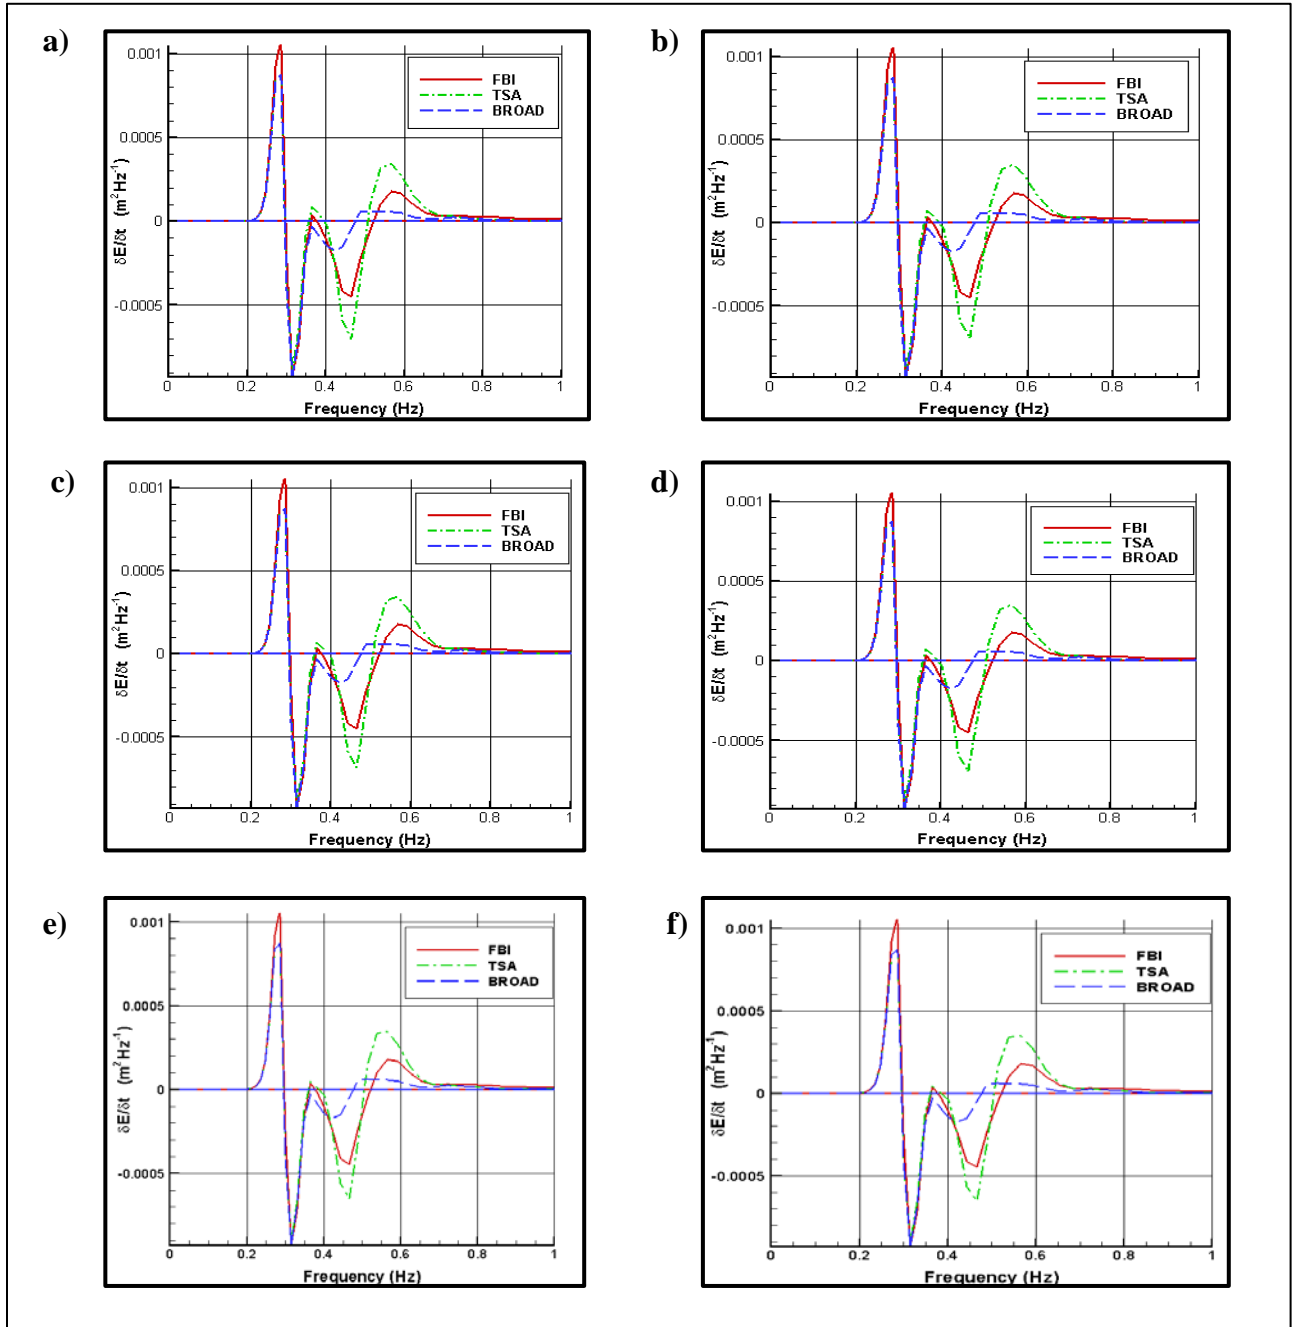 a)
0.001
0.0005
0
-0.0005
δE/δt (m²Hz⁻¹)
FBI
TSA
BROAD
0 0.2 0.4 0.6 0.8 1
Frequency (Hz)
b)
0.001
0.0005
0
-0.0005
δE/δt (m²Hz⁻¹)
FBI
TSA
BROAD
0 0.2 0.4 0.6 0.8 1
Frequency (Hz)
c)
0.001
0.0005
0
-0.0005
δE/δt (m²Hz⁻¹)
FBI
TSA
BROAD
0 0.2 0.4 0.6 0.8 1
Frequency (Hz)
d)
0.001
0.0005
0
-0.0005
δE/δt (m²Hz⁻¹)
FBI
TSA
BROAD
0 0.2 0.4 0.6 0.8 1
Frequency (Hz)
e)
0.001
0.0005
0
-0.0005
δE/δt (m²Hz⁻¹)
FBI
TSA
BROAD
0 0.2 0.4 0.6 0.8 1
Frequency (Hz)
f)
0.001
0.0005
0
-0.0005
δE/δt (m²Hz⁻¹)
FBI
TSA
BROAD
0 0.2 0.4 0.6 0.8 1
Frequency (Hz)